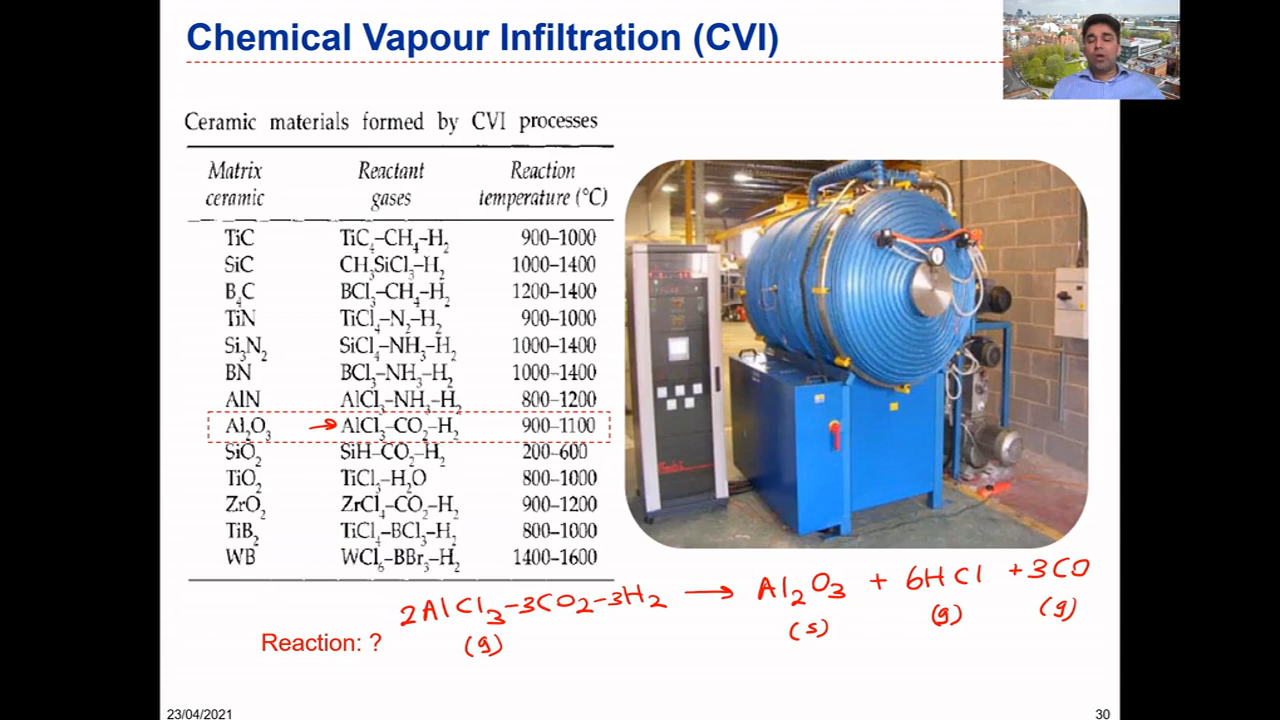 Chemical Vapour Infiltration (CVI)
Ceramic materials formed by CVI processes
Matrix ceramic Reactant gases Reaction temperature (°C)
TiC TiC₄–CH₄–H₂ 900–1000
SiC CH₃SiCl₃–H₂ 1000–1400
B₄C BCl₃–CH₄–H₂ 1200–1400
TiN TiCl₄–N₂–H₂ 900–1000
Si₃N₂ SiCl₄–NH₃–H₂ 1000–1400
BN BCl₃–NH₃–H₂ 1000–1400
AlN AlCl₃–NH₃–H₂ 800–1200
Al₂O₃ → AlCl₃–CO₂–H₂ 900–1100
SiO₂ SiH–CO₂–H₂ 200–600
TiO₂ TiCl₃–H₂O 800–1000
ZrO₂ ZrCl₄–CO₂–H₂ 900–1200
TiB₂ TiCl₄–BCl₃–H₂ 800–1000
WB WCl₆–BBr₃–H₂ 1400–1600
2AlCl₃–3CO₂–3H₂ → Al₂O₃ + 6HCl + 3CO
(g) (s) (g) (g)
Reaction: ?
23/04/2021 30